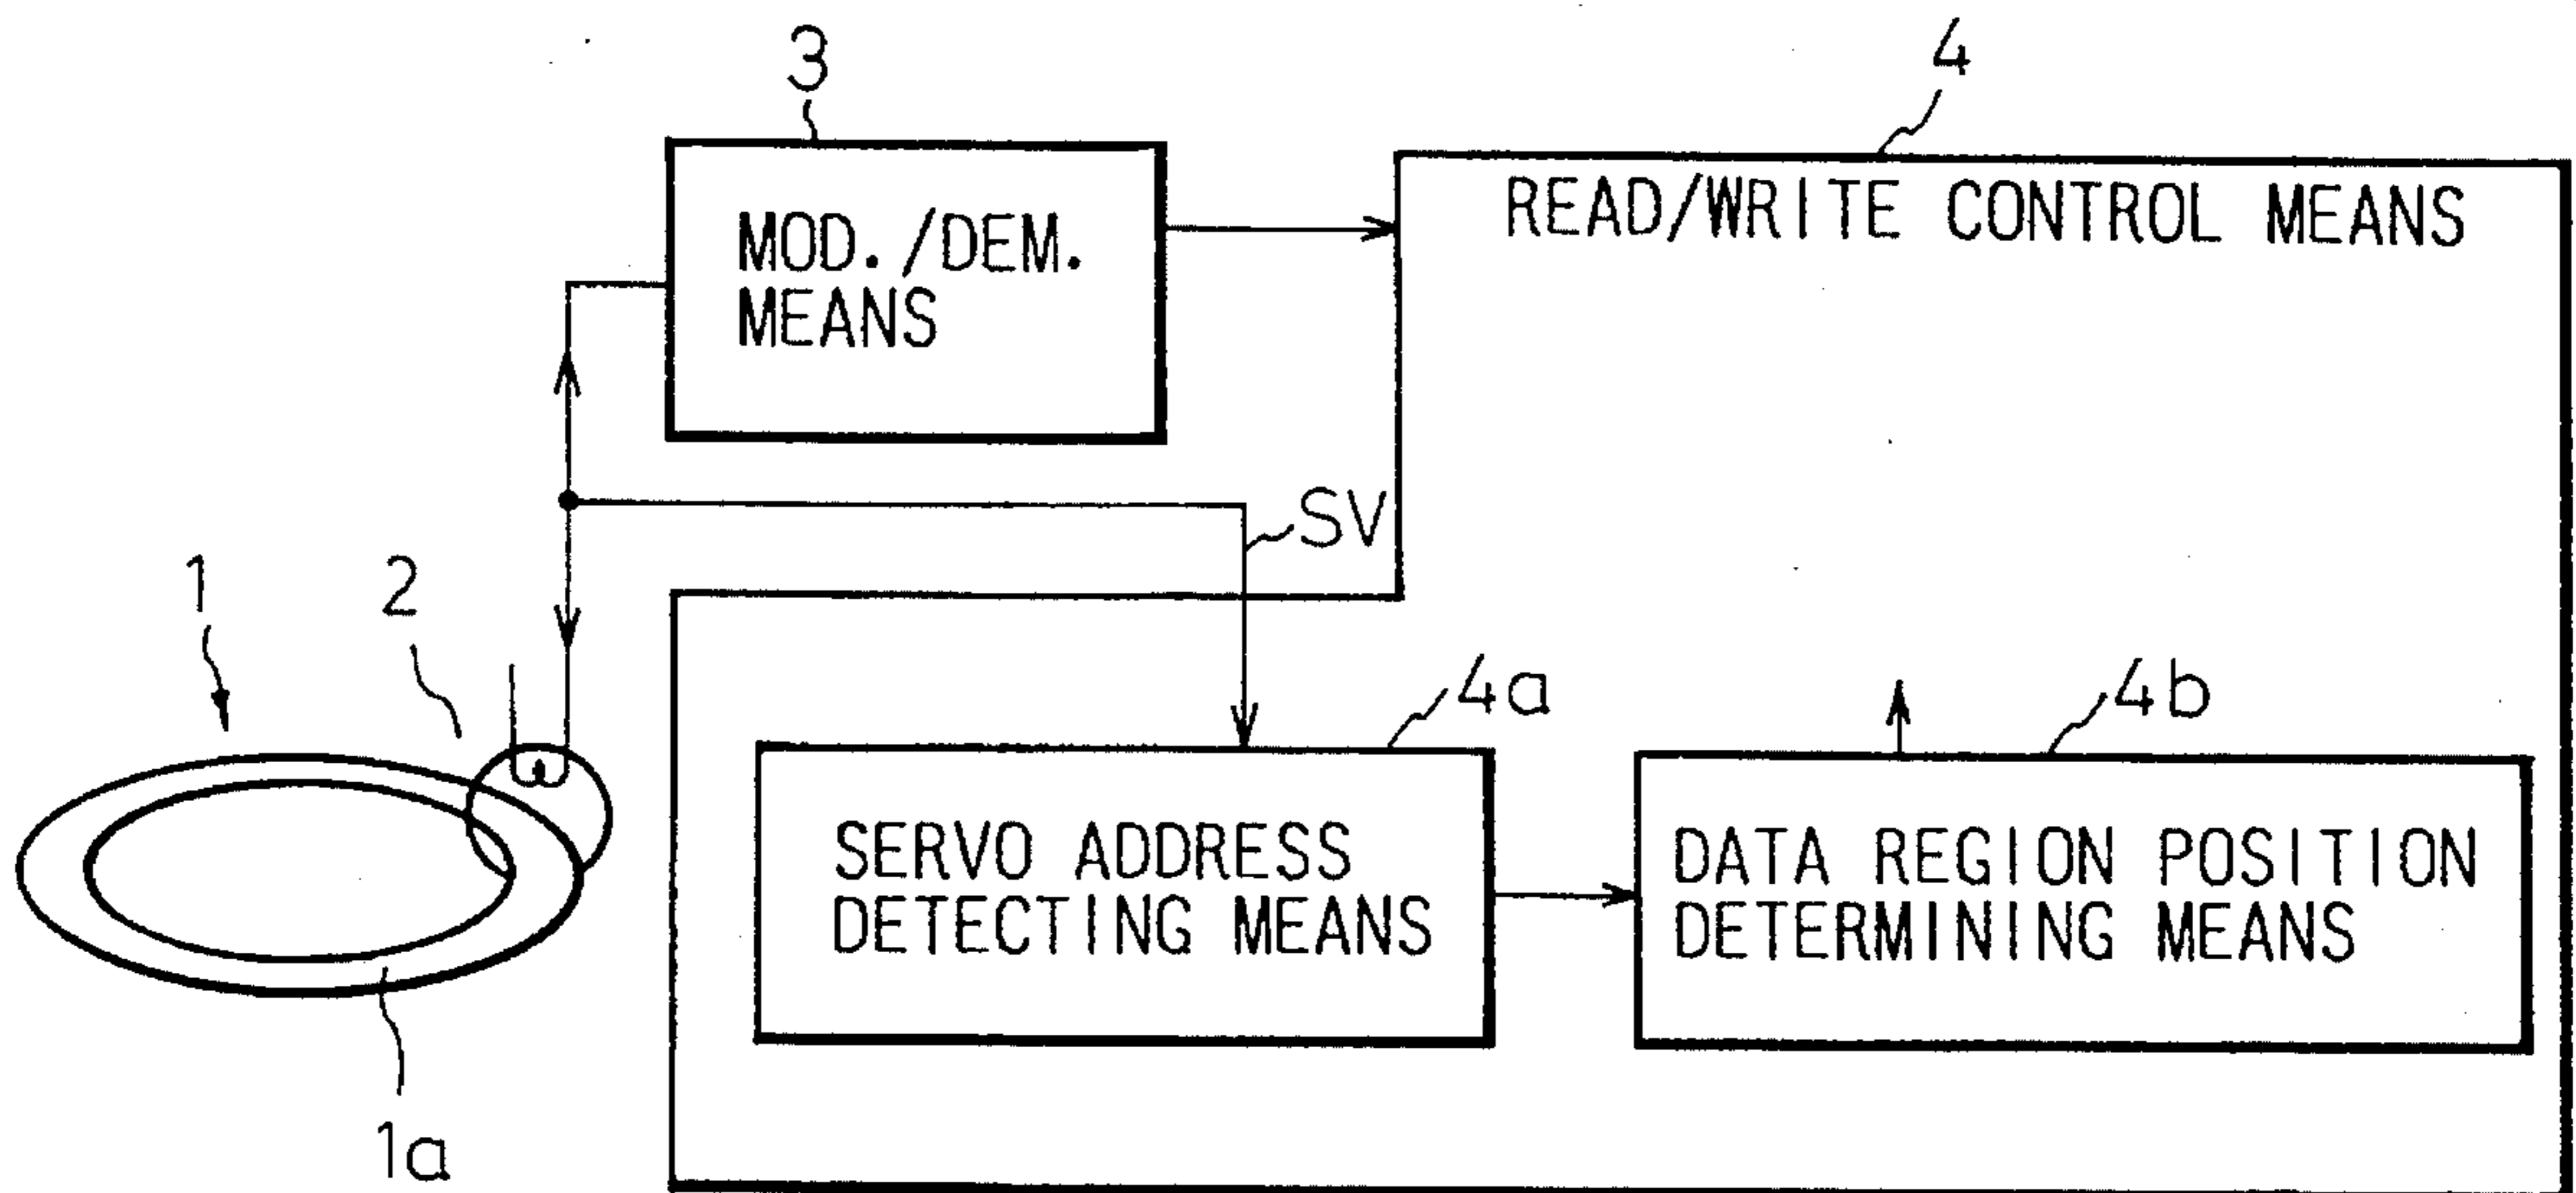 3
4
MOD./DEM.
MEANS
READ/WRITE CONTROL MEANS
SV
1
2
4a
4b
SERVO ADDRESS
DETECTING MEANS
DATA REGION POSITION
DETERMINING MEANS
1a